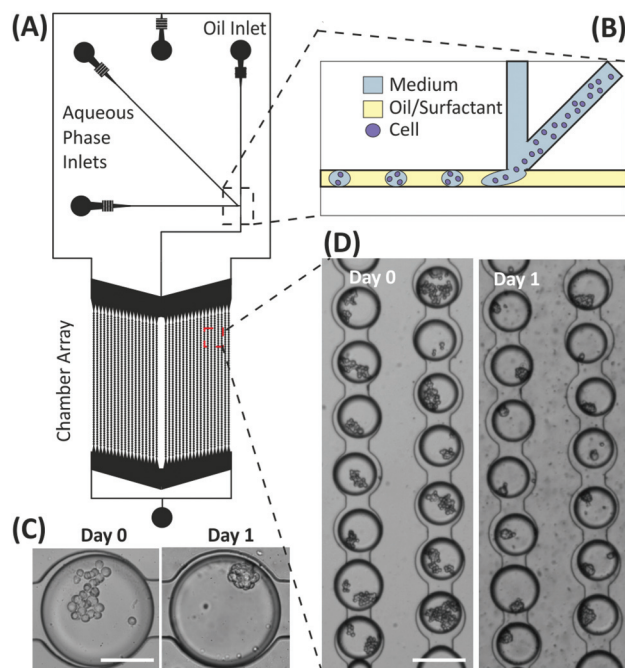 (A)
Oil Inlet
Aqueous
Phase
Inlets
Chamber Array
(B)
Medium
Oil/Surfactant
Cell
(C)
Day 0
Day 1
(D)
Day 0
Day 1